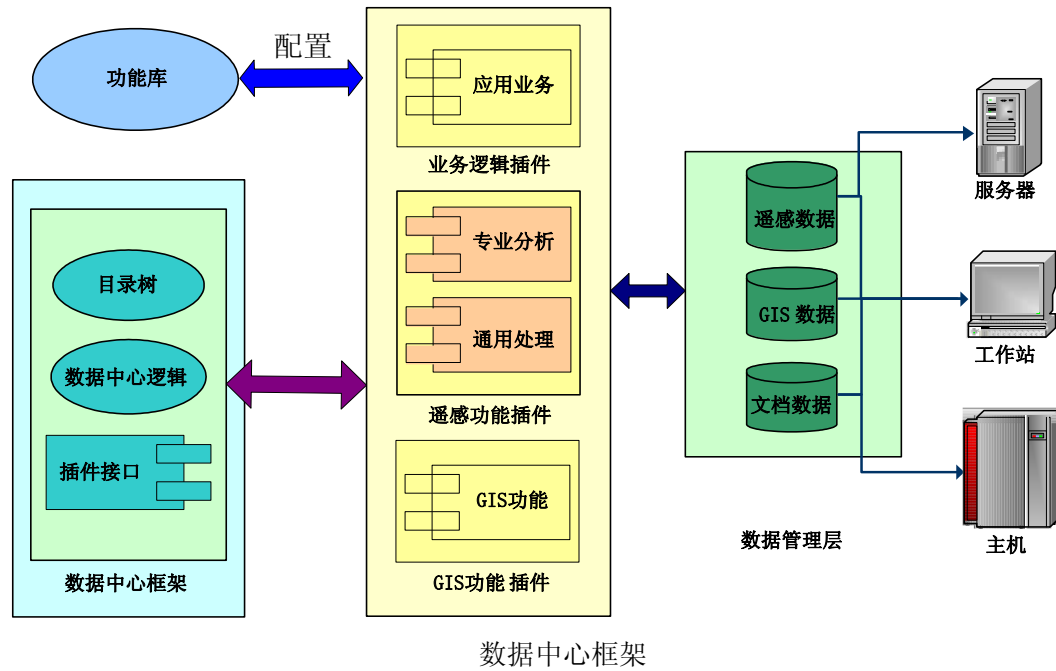 功能库
配置
应用业务
业务逻辑插件
目录树
数据中心逻辑
插件接口
数据中心框架
专业分析
通用处理
遥感功能插件
GIS功能
GIS功能 插件
遥感数据
GIS 数据
文档数据
数据管理层
服务器
工作站
主机
数据中心框架